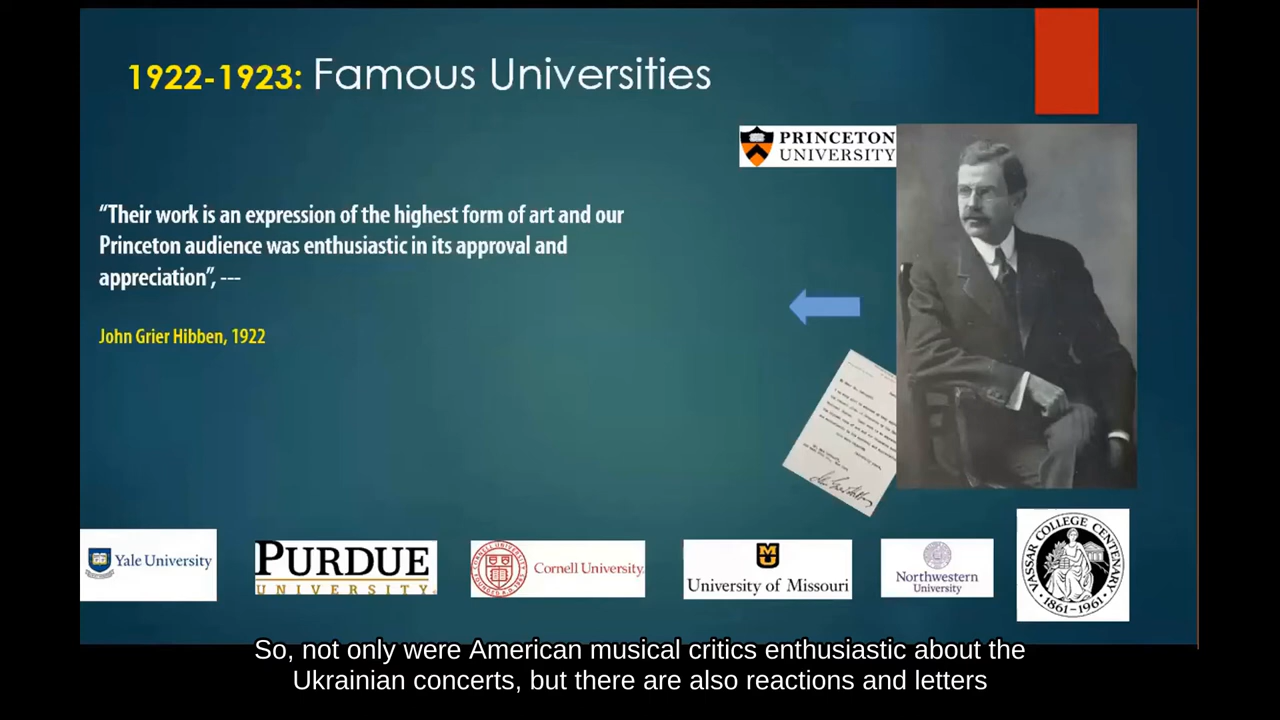 1922-1923: Famous Universities
PRINCETON
UNIVERSITY
“Their work is an expression of the highest form of art and our
Princeton audience was enthusiastic in its approval and
appreciation”, ---
John Grier Hibben, 1922
Yale University
PURDUE
UNIVERSITY
CORNELL UNIVERSITY
Cornell University
MU
University of Missouri
Northwestern
University
VASSAR COLLEGE CENTENARY
1861-1961
So, not only were American musical critics enthusiastic about the
Ukrainian concerts, but there are also reactions and letters